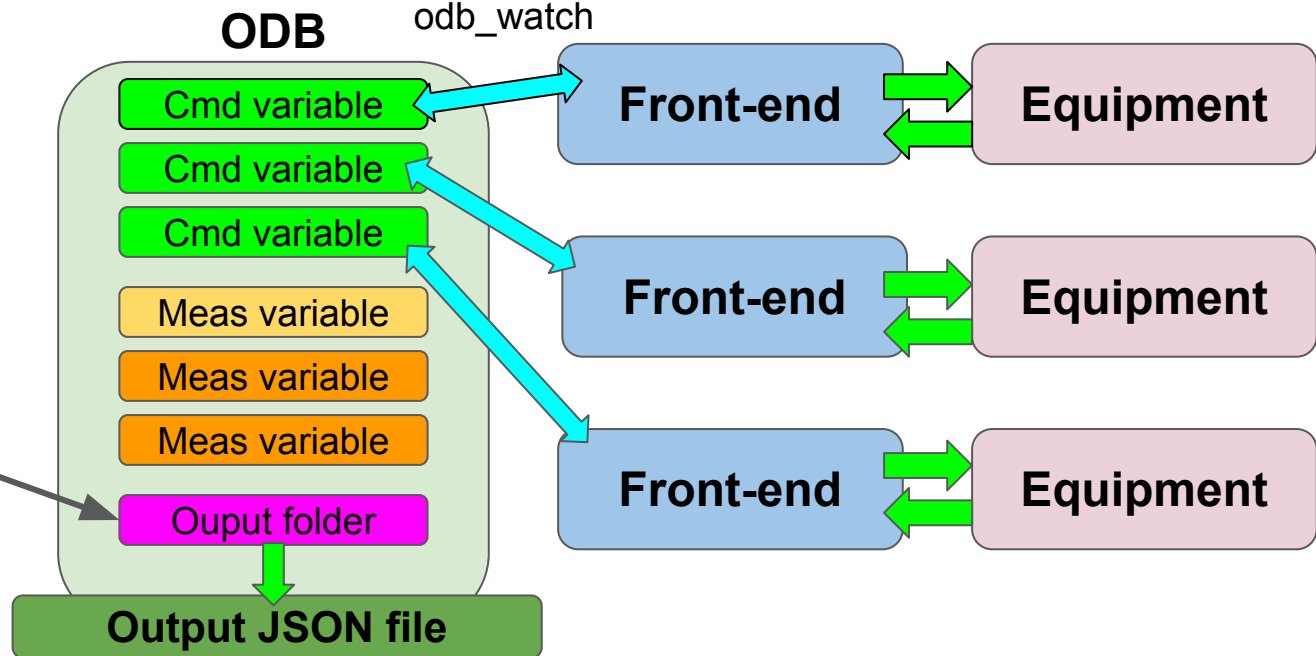 ODB
odb_watch
Cmd variable
Cmd variable
Cmd variable
Meas variable
Meas variable
Meas variable
Ouput folder
Output JSON file
Front-end
Equipment
Front-end
Equipment
Front-end
Equipment